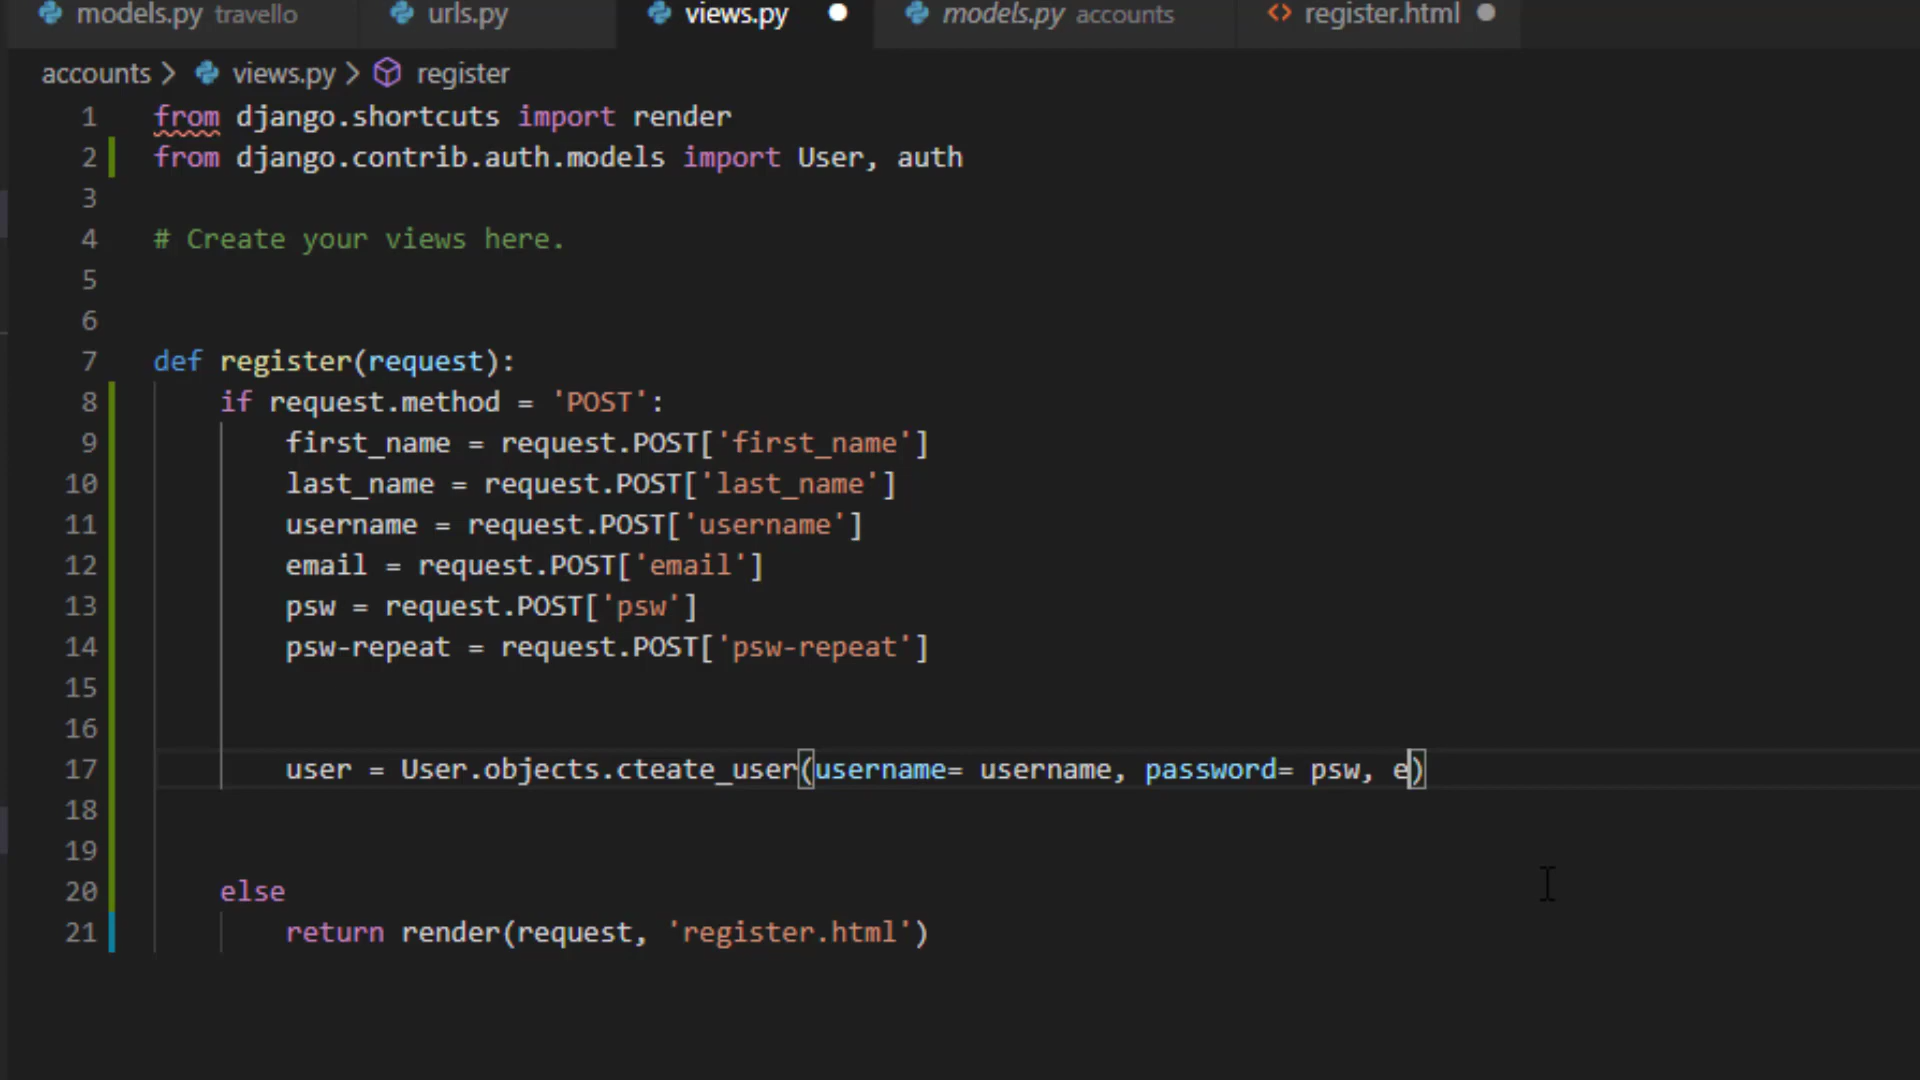 models.py travello urls.py views.py models.py accounts register.html
accounts > views.py > register
1 from django.shortcuts import render
2 from django.contrib.auth.models import User, auth
3
4 # Create your views here.
5
6
7 def register(request):
8 if request.method = 'POST':
9 first_name = request.POST['first_name']
10 last_name = request.POST['last_name']
11 username = request.POST['username']
12 email = request.POST['email']
13 psw = request.POST['psw']
14 psw-repeat = request.POST['psw-repeat']
15
16
17 user = User.objects.cteate_user(username= username, password= psw, e)
18
19
20 else
21 return render(request, 'register.html')